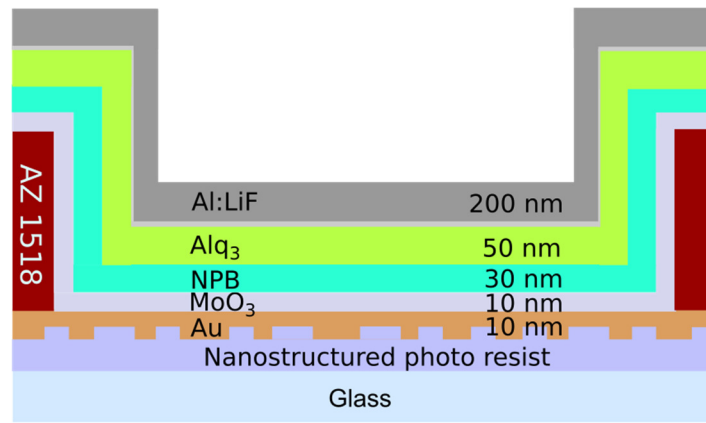 AZ 1518
Al:LiF 200 nm
Alq₃ 50 nm
NPB 30 nm
MoO₃ 10 nm
Au 10 nm
Nanostructured photo resist
Glass